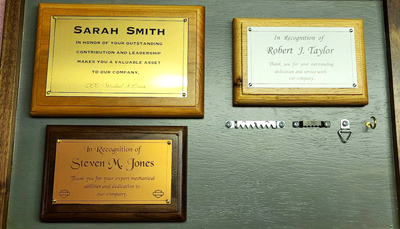 SARAH SMITH
IN HONOR OF YOUR OUTSTANDING
CONTRIBUTION AND LEADERSHIP
MAKES YOU A VALUABLE ASSET
TO OUR COMPANY.
In Recognition of
Robert J. Taylor
Thank you for your outstanding
dedication and service with
our company.
In Recognition of
Steven M. Jones
Thank you for your expert mechanical
abilities and dedication to
our company.